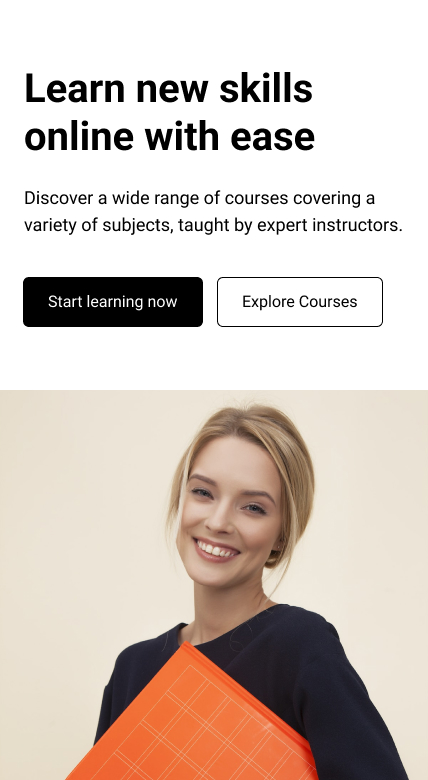 Learn new skills
online with ease
Discover a wide range of courses covering a
variety of subjects, taught by expert instructors.
Start learning now
Explore Courses